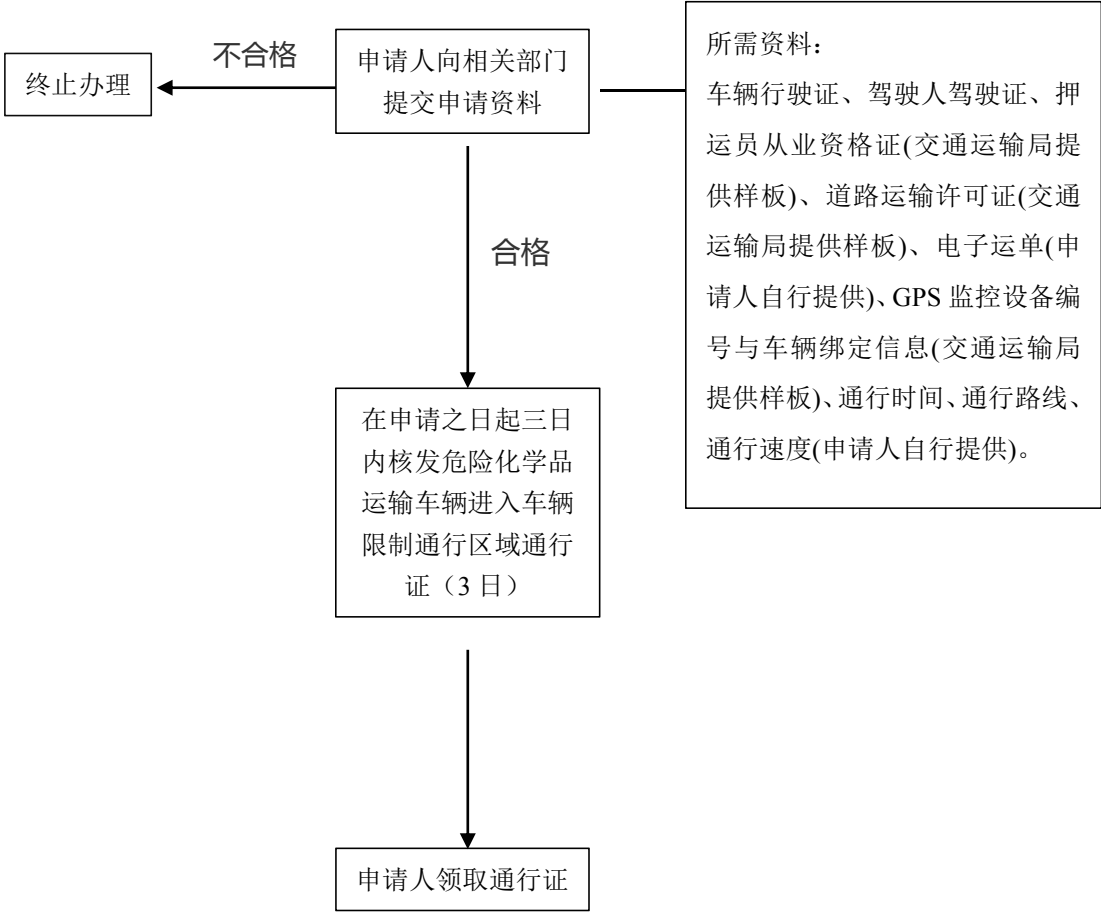 不合格
终止办理
申请人向相关部门
提交申请资料
所需资料：
车辆行驶证、驾驶人驾驶证、押
运员从业资格证(交通运输局提
供样板)、道路运输许可证(交通
运输局提供样板)、电子运单(申
请人自行提供)、GPS 监控设备编
号与车辆绑定信息(交通运输局
提供样板)、通行时间、通行路线、
通行速度(申请人自行提供)。
合格
在申请之日起三日
内核发危险化学品
运输车辆进入车辆
限制通行区域通行
证（3 日）
申请人领取通行证